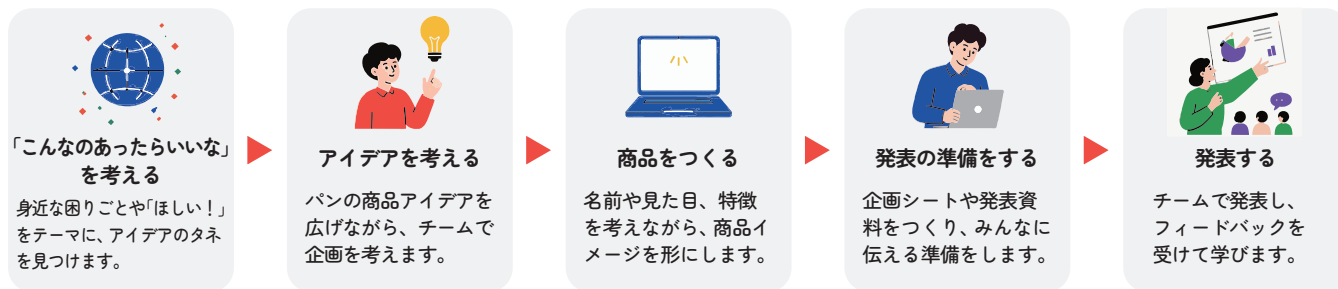 「こんなのあったらいいな」
を考える
身近な困りごとや「ほしい！」
をテーマに、アイデアのタネ
を見つけます。
アイデアを考える
パンの商品アイデアを
広げながら、チームで
企画を考えます。
商品をつくる
名前や見た目、特徴
を考えながら、商品イ
メージを形にします。
発表の準備をする
企画シートや発表資
料をつくり、みんなに
伝える準備をします。
発表する
チームで発表し、
フィードバックを
受けて学びます。